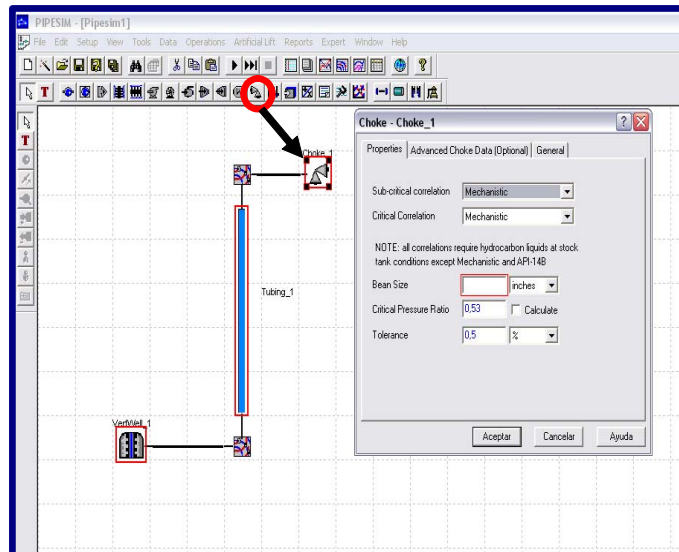 PIPESIM - [Pipesim1]
File Edit Setup View Tools Data Operations Artificial Lift Reports Expert Window Help
T
T
Choke_1
Tubing_1
VertWell_1
Choke - Choke_1
Properties Advanced Choke Data (Optional) General
Sub-critical correlation Mechanistic
Critical Correlation Mechanistic
NOTE: all correlations require hydrocarbon liquids at stock
tank conditions except Mechanistic and API-14B
Bean Size inches
Critical Pressure Ratio 0,53 Calculate
Tolerance 0,5 %
Aceptar Cancelar Ayuda